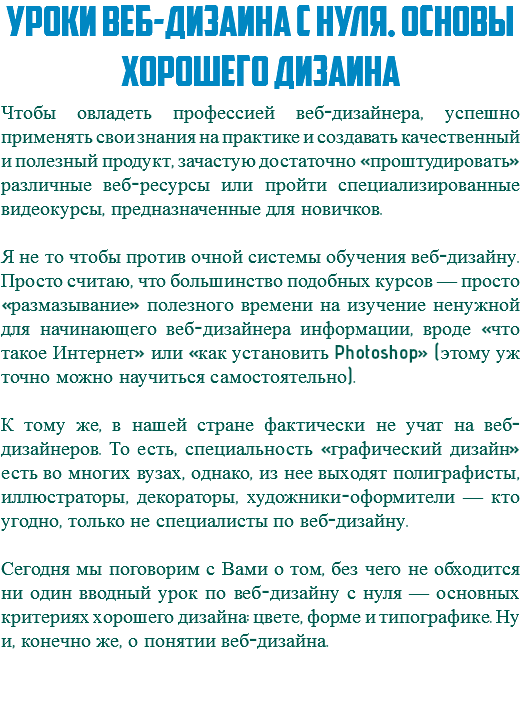 УРОКИ ВЕБ-ДИЗАИНА С НУЛЯ. ОСНОВЫ
ХОРОШЕГО ДИЗАИНА
Чтобы овладеть профессией веб-дизайнера, успешно
применять свои знания на практике и создавать качественный
и полезный продукт, зачастую достаточно «проштудировать»
различные веб-ресурсы или пройти специализированные
видеокурсы, предназначенные для новичков.
Я не то чтобы против очной системы обучения веб-дизайну.
Просто считаю, что большинство подобных курсов — просто
«размазывание» полезного времени на изучение ненужной
для начинающего веб-дизайнера информации, вроде «что
такое Интернет» или «как установить Photoshop» (этому уж
точно можно научиться самостоятельно).
К тому же, в нашей стране фактически не учат на веб-
дизайнеров. То есть, специальность «графический дизайн»
есть во многих вузах, однако, из нее выходят полиграфисты,
иллюстраторы, декораторы, художники-оформители — кто
угодно, только не специалисты по веб-дизайну.
Сегодня мы поговорим с Вами о том, без чего не обходится
ни один вводный урок по веб-дизайну с нуля — основных
критериях хорошего дизайна: цвете, форме и типографике. Ну
и, конечно же, о понятии веб-дизайна.